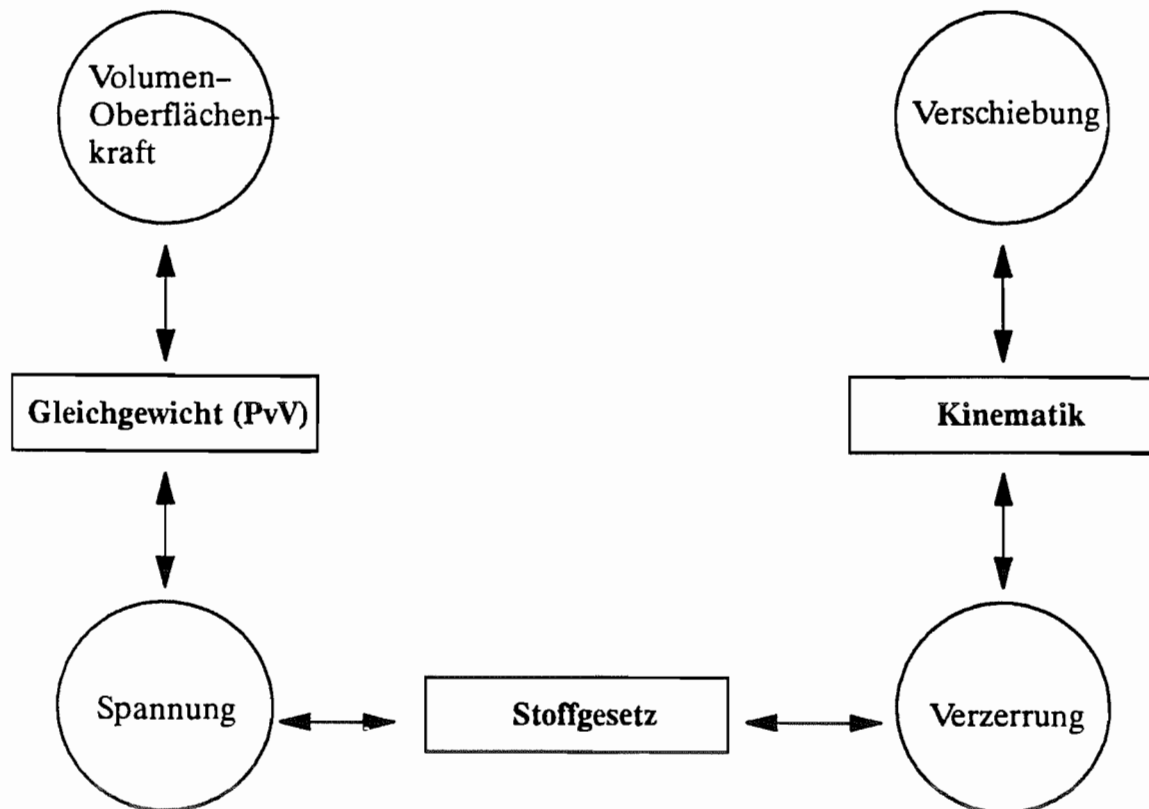 Volumen-
Oberflächen-
kraft
Verschiebung
Gleichgewicht (PvV)
Kinematik
Spannung
Stoffgesetz
Verzerrung